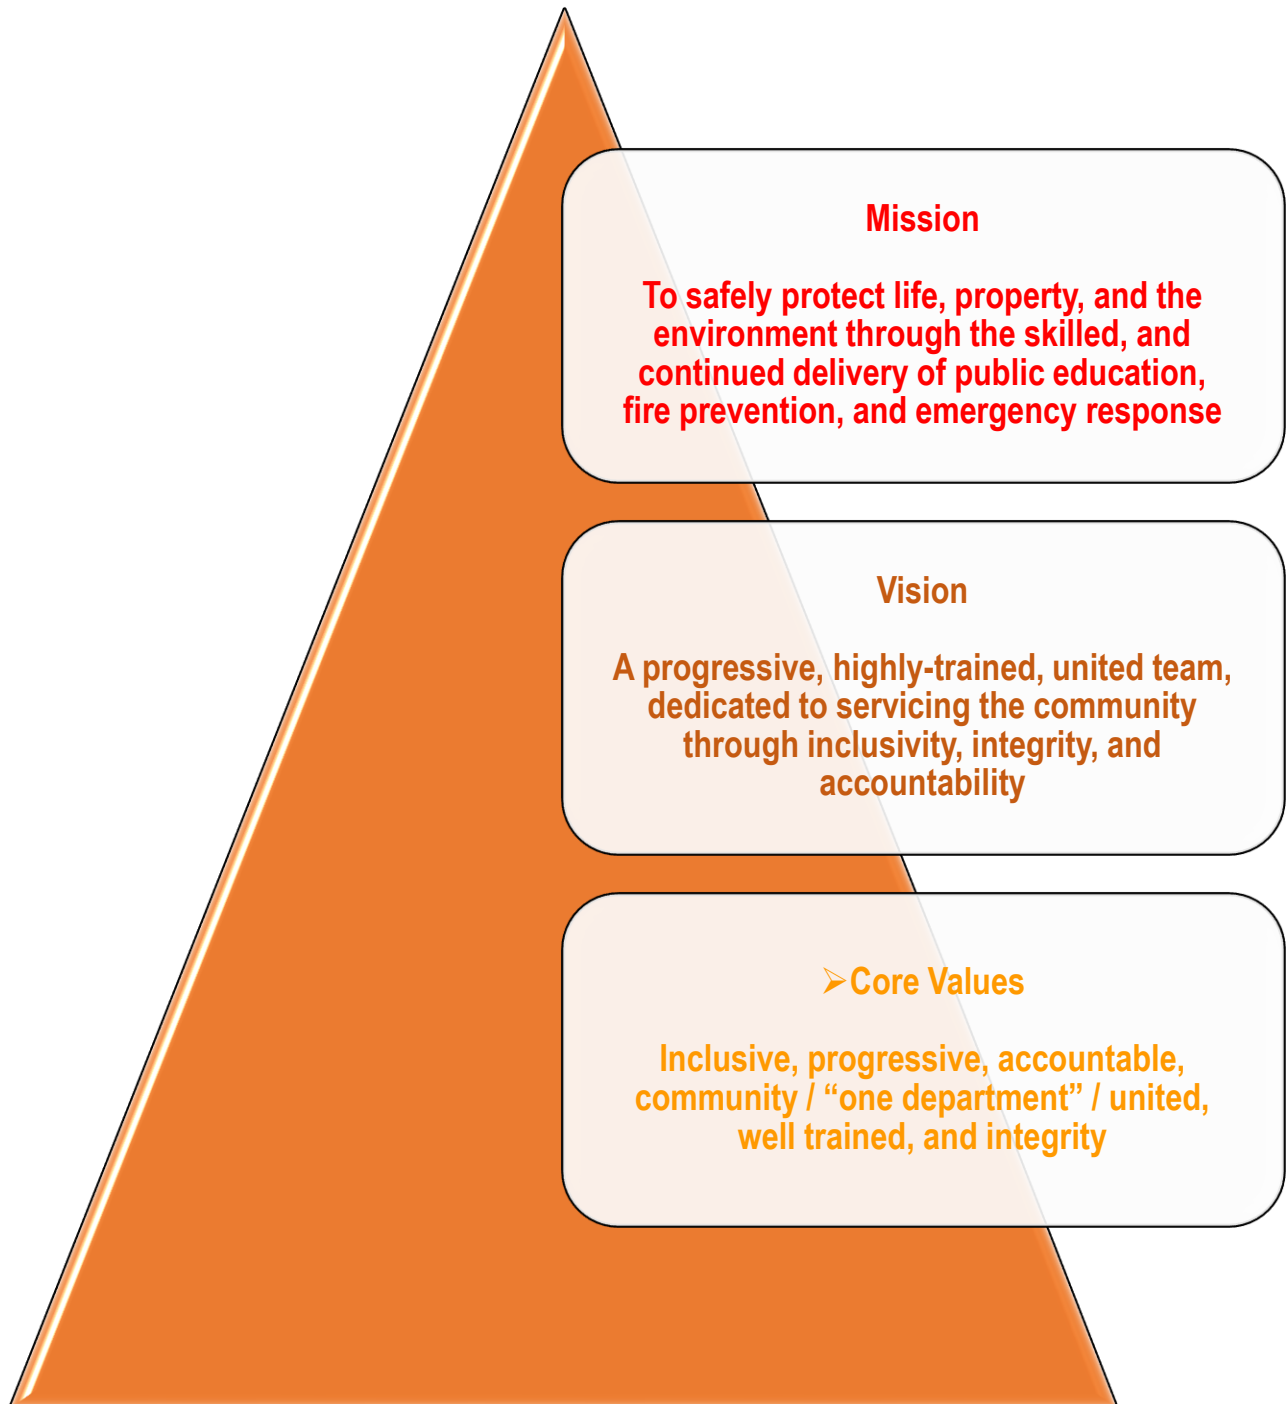 Mission
To safely protect life, property, and the
environment through the skilled, and
continued delivery of public education,
fire prevention, and emergency response
Vision
A progressive, highly-trained, united team,
dedicated to servicing the community
through inclusivity, integrity, and
accountability
➢Core Values
Inclusive, progressive, accountable,
community / “one department” / united,
well trained, and integrity